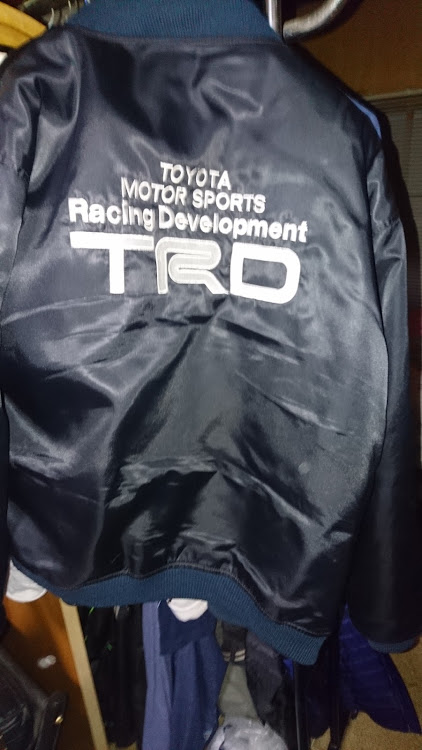 TOYOTA
MOTOR SPORTS
Racing Development
TRD